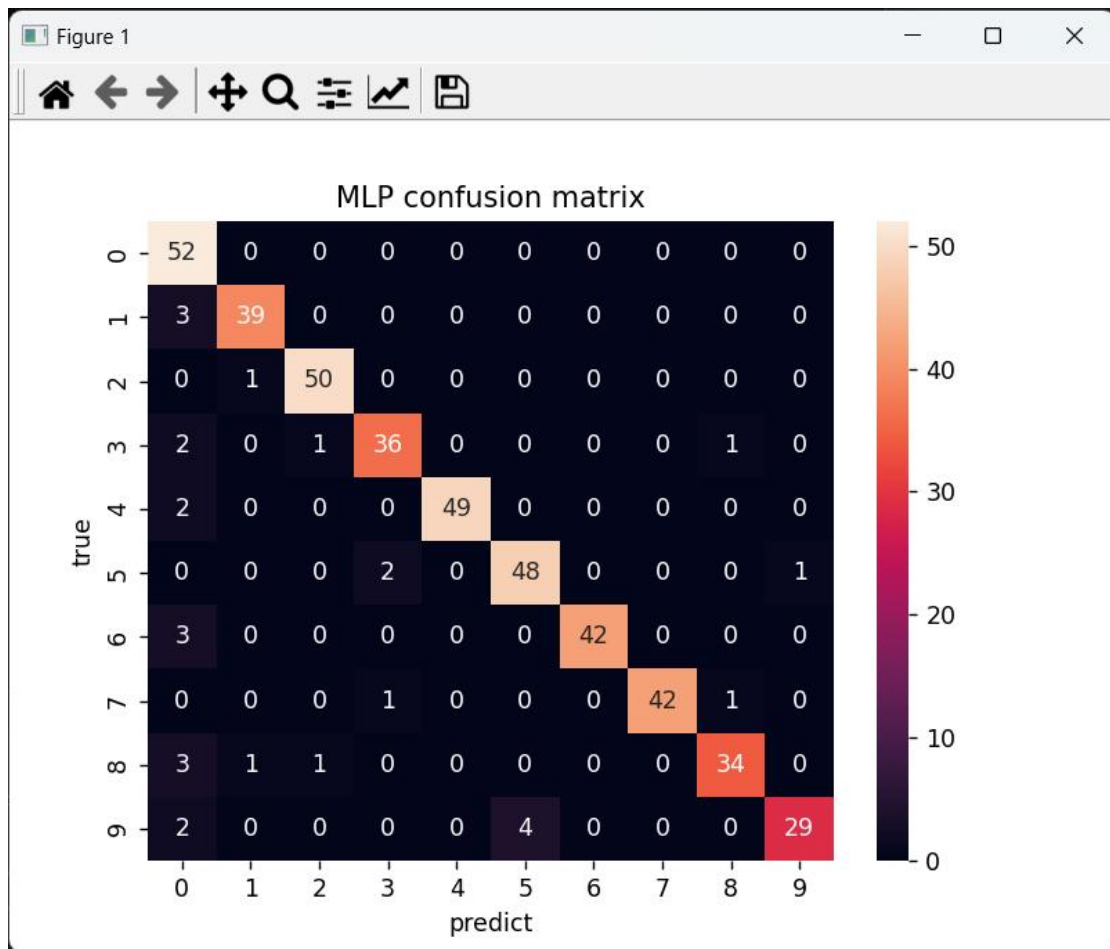 Figure 1
MLP confusion matrix
0 52 0 0 0 0 0 0 0 0 0
1 3 39 0 0 0 0 0 0 0 0
2 0 1 50 0 0 0 0 0 0 0
3 2 0 1 36 0 0 0 0 1 0
4 2 0 0 0 49 0 0 0 0 0
5 0 0 0 2 0 48 0 0 0 1
6 3 0 0 0 0 0 42 0 0 0
7 0 0 0 1 0 0 0 42 1 0
8 3 1 1 0 0 0 0 0 34 0
9 2 0 0 0 0 4 0 0 0 29
0 1 2 3 4 5 6 7 8 9
predict
true
50
40
30
20
10
0